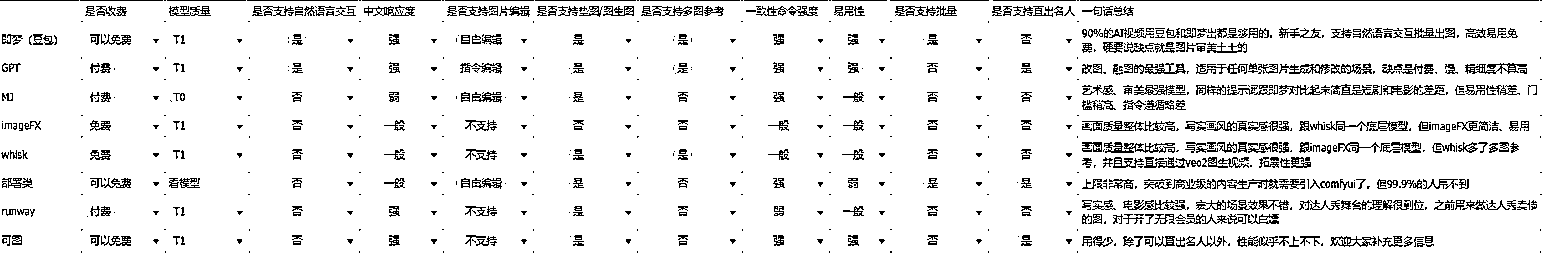 是否收费 模型质量 是否支持自然语言交互 中文响应度 是否支持图片编辑 是否支持垫图/图生图 是否支持多图参考 一致性命令强度 易用性 是否支持批量 是否支持直出名人 一句话总结
即梦（豆包） 可以免费 T1 是 强 自由编辑 是 是 强 强 是 否 90%的AI视频用豆包和即梦出都是够用的，新手之友，支持自然语言交互批量出图，高效易用免
费，硬要说缺点就是图片审美土土的
GPT 付费 T1 是 强 指令编辑 是 是 强 强 否 否 改图、融图的最强工具，适用于任何单张图片生成和修改的场景，缺点是付费、慢、精细度不算高
MJ 付费 T0 否 弱 自由编辑 是 否 强 一般 否 是 艺术感、审美最强模型，同样的提示词跟即梦对比起来简直是短剧和电影的差距，但易用性稍差、门
槛稍高、指令遵循略差
imageFX 免费 T1 否 一般 不支持 否 否 一般 一般 否 否 画面质量整体比较高，写实画风的真实感很强，跟whisk同一个底层模型，但imageFX更简洁、易用
whisk 免费 T1 否 一般 不支持 是 是 一般 一般 否 否 画面质量整体比较高，写实画风的真实感很强，跟imageFX同一个底层模型，但whisk多了多图参
考，并且支持直接通过veo2图生视频，拓展性更强
部署类 可以免费 看模型 否 一般 自由编辑 是 否 强 弱 是 是 上限非常高，突破到商业级的内容生产时就需要引入comfyui了，但99.9%的人用不到
runway 付费 T1 否 强 不支持 是 否 弱 一般 否 是 写实感、电影感比较强，宏大的场景效果不错，对达人秀舞台的理解很到位，之前用来做达人秀卖惨
的图，对于开了无限会员的人来说可以白嫖
可图 可以免费 T1 否 强 不支持 是 否 强 强 否 是 用得少，除了可以直出名人以外，性能似乎不上不下，欢迎大家补充更多信息